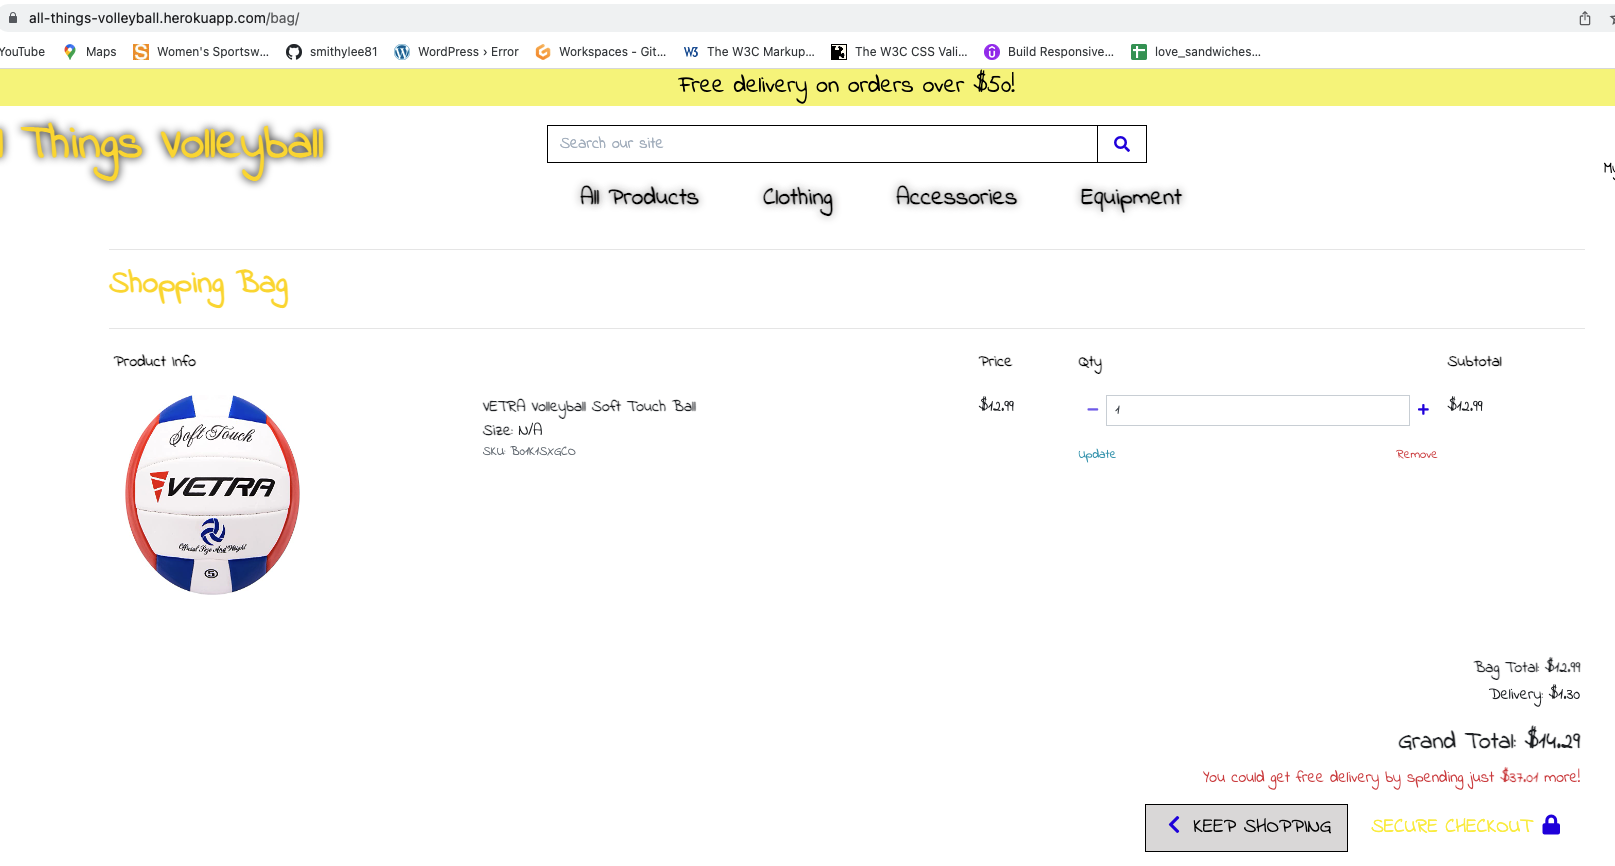 all-things-volleyball.herokuapp.com/bag/
YouTube Maps Women's Sportsw... smithylee81 WordPress › Error Workspaces - Git... The W3C Markup... The W3C CSS Vali... Build Responsive... love_sandwiches...
Free delivery on orders over $50!
Things Volleyball
Search our site
My
All Products Clothing Accessories Equipment
Shopping Bag
Product Info Price Qty Subtotal
VETRA Volleyball Soft Touch Ball $12.99 1 $12.99
Size: N/A
SKU: B01K1SXGCO
Update Remove
Soft Touch
VETRA
Official Size And Weight
5
Bag Total: $12.99
Delivery: $1.30
Grand Total: $14.29
You could get free delivery by spending just $37.01 more!
KEEP SHOPPING SECURE CHECKOUT